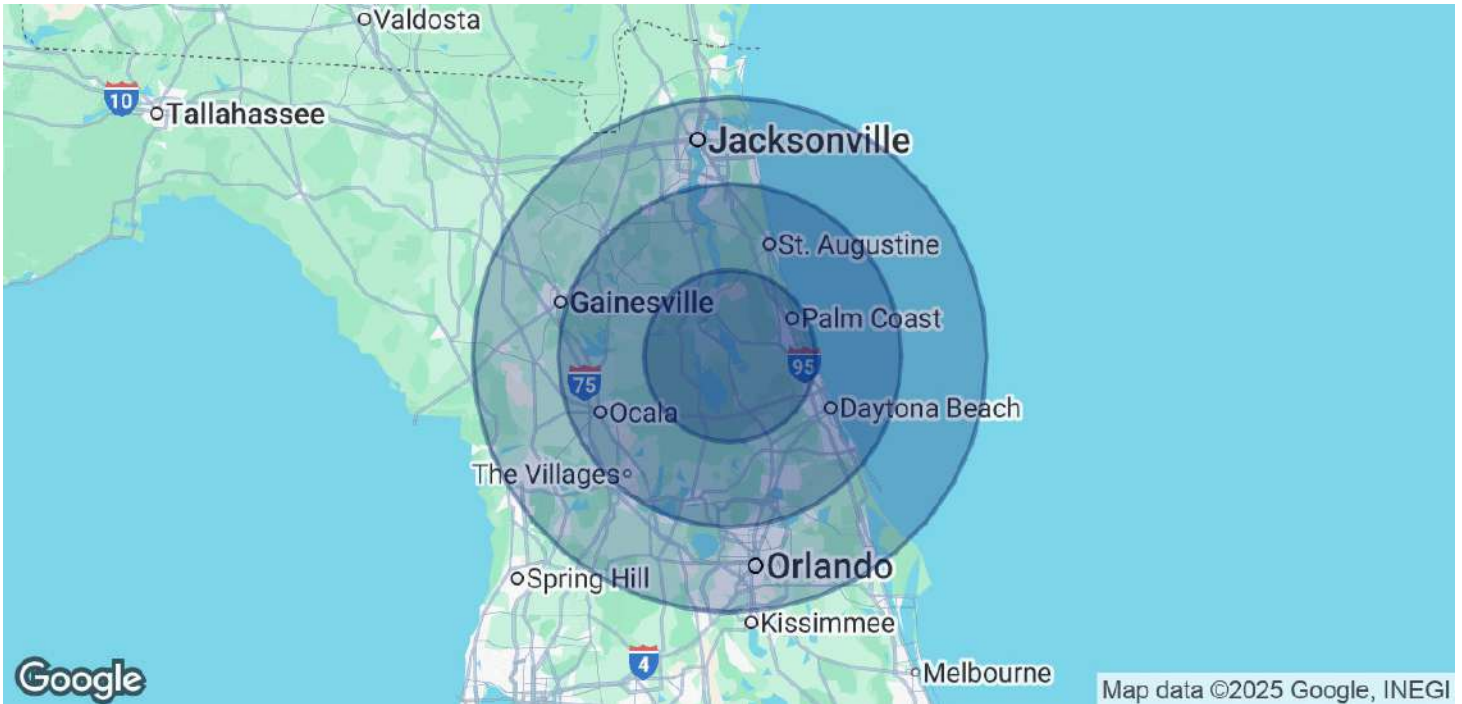 Valdosta
10
Tallahassee
Jacksonville
St. Augustine
Gainesville
Palm Coast
95
75
Ocala
Daytona Beach
The Villages
Orlando
Spring Hill
Kissimmee
4
Melbourne
Google
Map data ©2025 Google, INEGI